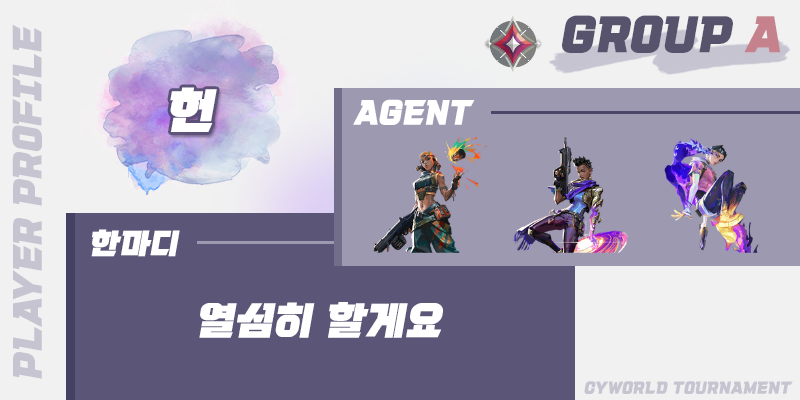 PLAYER PROFILE
헌
GROUP A
AGENT
한마디
열심히 할게요
CYWORLD TOURNAMENT